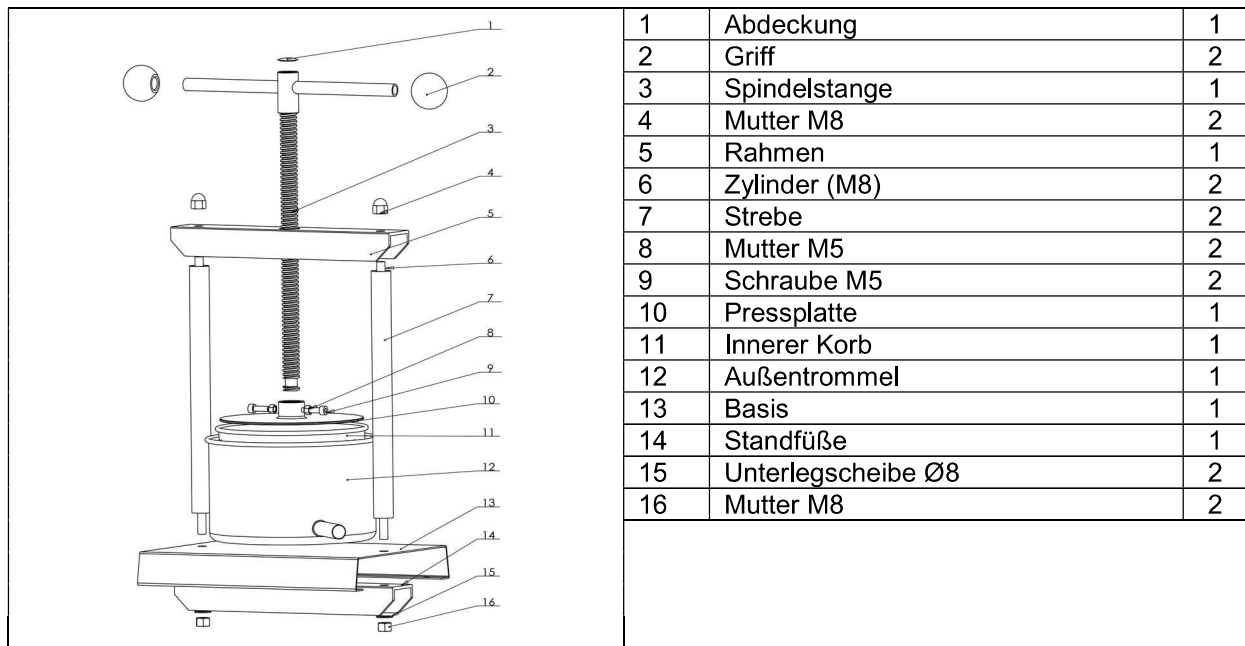 1
2
3
4
5
6
7
8
9
10
11
12
13
14
15
16
1 Abdeckung 1
2 Griff 2
3 Spindelstange 1
4 Mutter M8 2
5 Rahmen 1
6 Zylinder (M8) 2
7 Strebe 2
8 Mutter M5 2
9 Schraube M5 2
10 Pressplatte 1
11 Innerer Korb 1
12 Außentrommel 1
13 Basis 1
14 Standfüße 1
15 Unterlegscheibe Ø8 2
16 Mutter M8 2